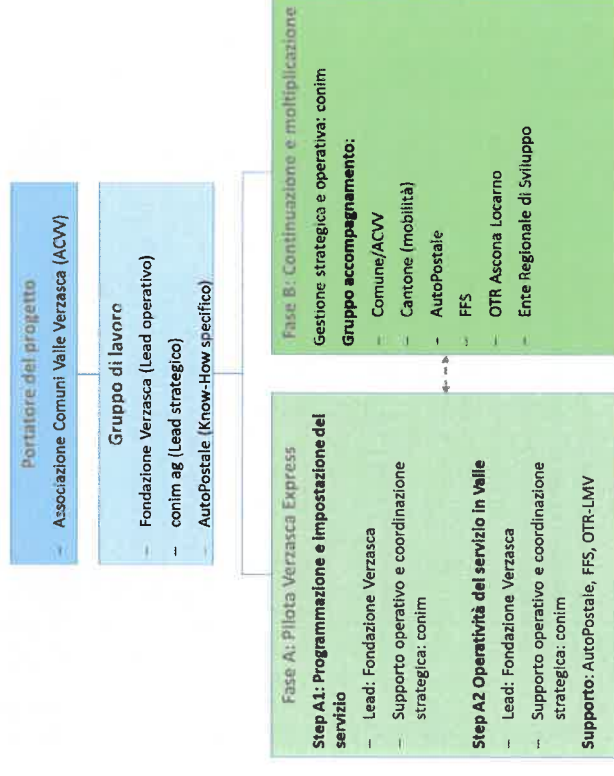 Portatore del progetto
– Associazione Comuni Valle Verzasca (ACVV)
Gruppo di lavoro
– Fondazione Verzasca (Lead operativo)
– conim ag (Lead strategico)
– AutoPostale (Know-How specifico)
Fase A: Pilota Verzasca Express
Step A1: Programmazione e impostazione del
servizio
– Lead: Fondazione Verzasca
– Supporto operativo e coordinazione
strategica: conim
Step A2 Operatività del servizio in Valle
– Lead: Fondazione Verzasca
– Supporto operativo e coordinazione
strategica: conim
Supporto: AutoPostale, FFS, OTR-LMV
Fase B: Continuazione e moltiplicazione
Gestione strategica e operativa: conim
Gruppo accompagnamento:
– Comune/ACVV
– Cantone (mobilità)
– AutoPostale
– FFS
– OTR Ascona Locarno
– Ente Regionale di Sviluppo